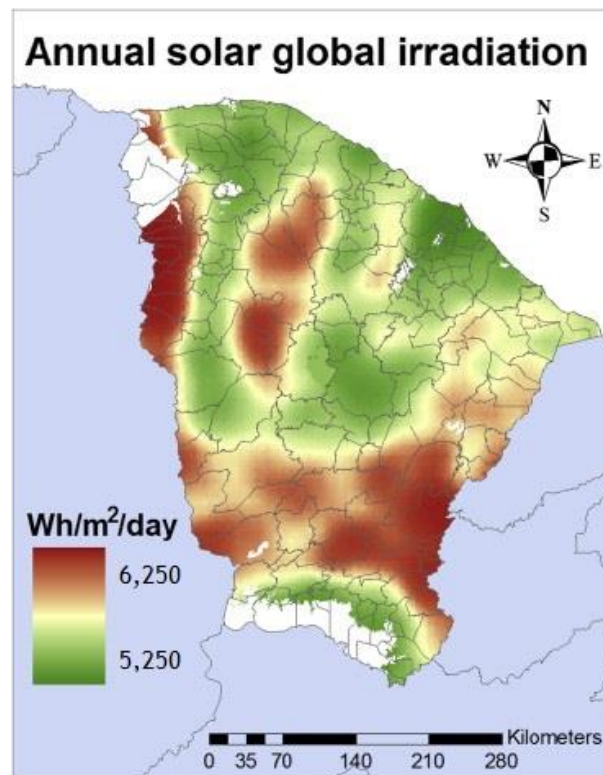 Annual solar global irradiation
N
W E
S
Wh/m²/day
6,250
5,250
Kilometers
0 35 70 140 210 280